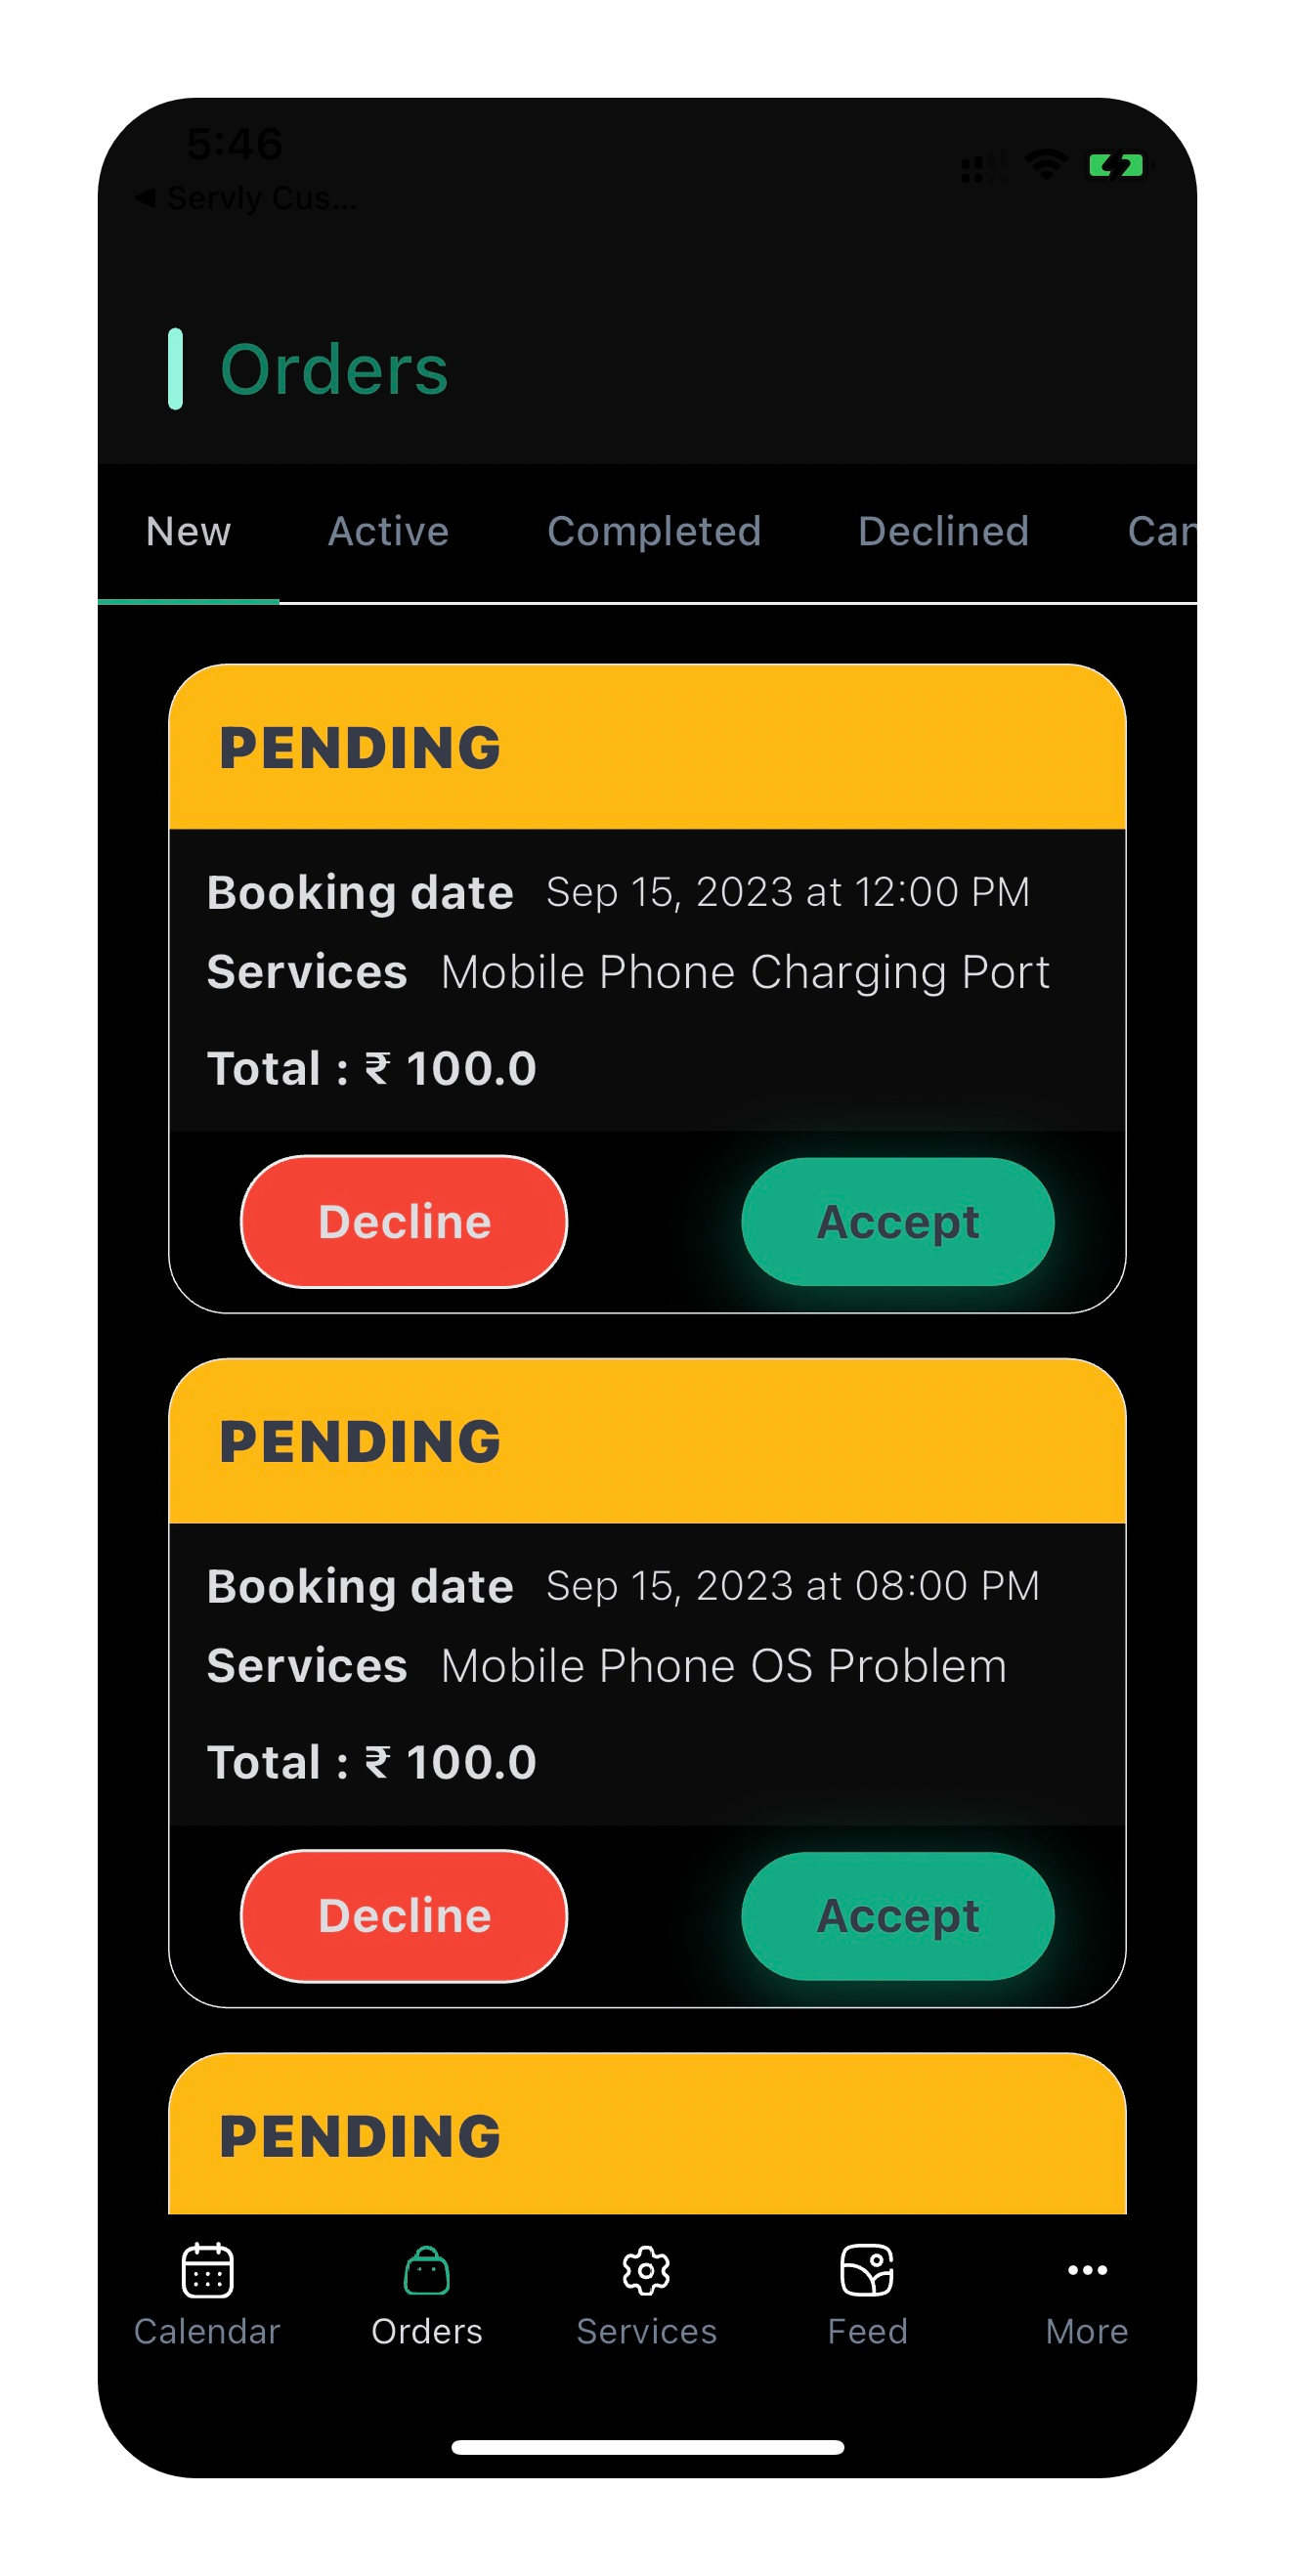 5:46
◀ Servly Cus...
Orders
New Active Completed Declined Can
PENDING
Booking date Sep 15, 2023 at 12:00 PM
Services Mobile Phone Charging Port
Total : ₹ 100.0
Decline Accept
PENDING
Booking date Sep 15, 2023 at 08:00 PM
Services Mobile Phone OS Problem
Total : ₹ 100.0
Decline Accept
PENDING
Calendar Orders Services Feed More